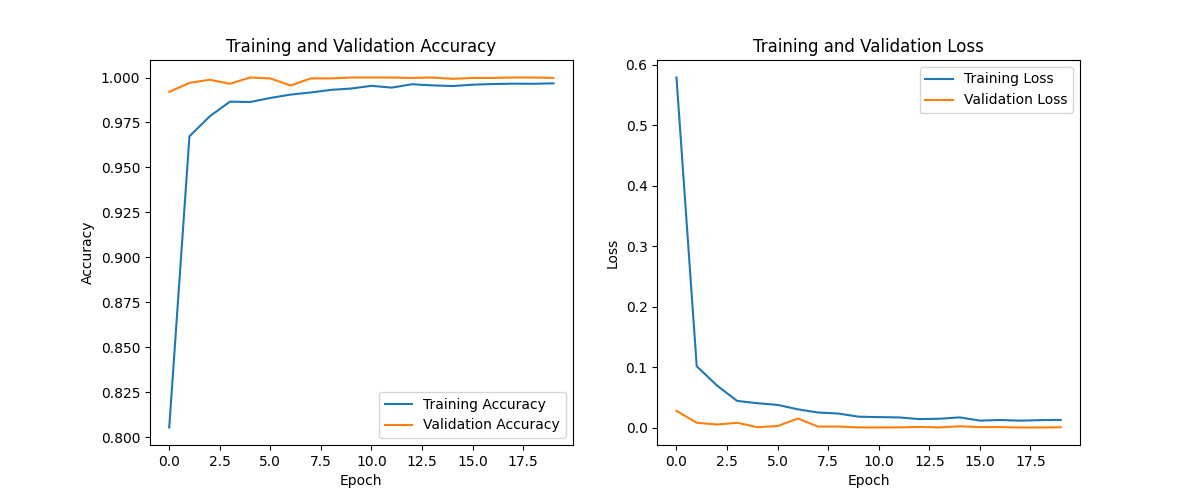 Training and Validation Accuracy
1.000
0.975
0.950
0.925
0.900
0.875
0.850
0.825
0.800
Accuracy
Training Accuracy
Validation Accuracy
0.0 2.5 5.0 7.5 10.0 12.5 15.0 17.5
Epoch
Training and Validation Loss
0.6
0.5
0.4
0.3
0.2
0.1
0.0
Loss
Training Loss
Validation Loss
0.0 2.5 5.0 7.5 10.0 12.5 15.0 17.5
Epoch